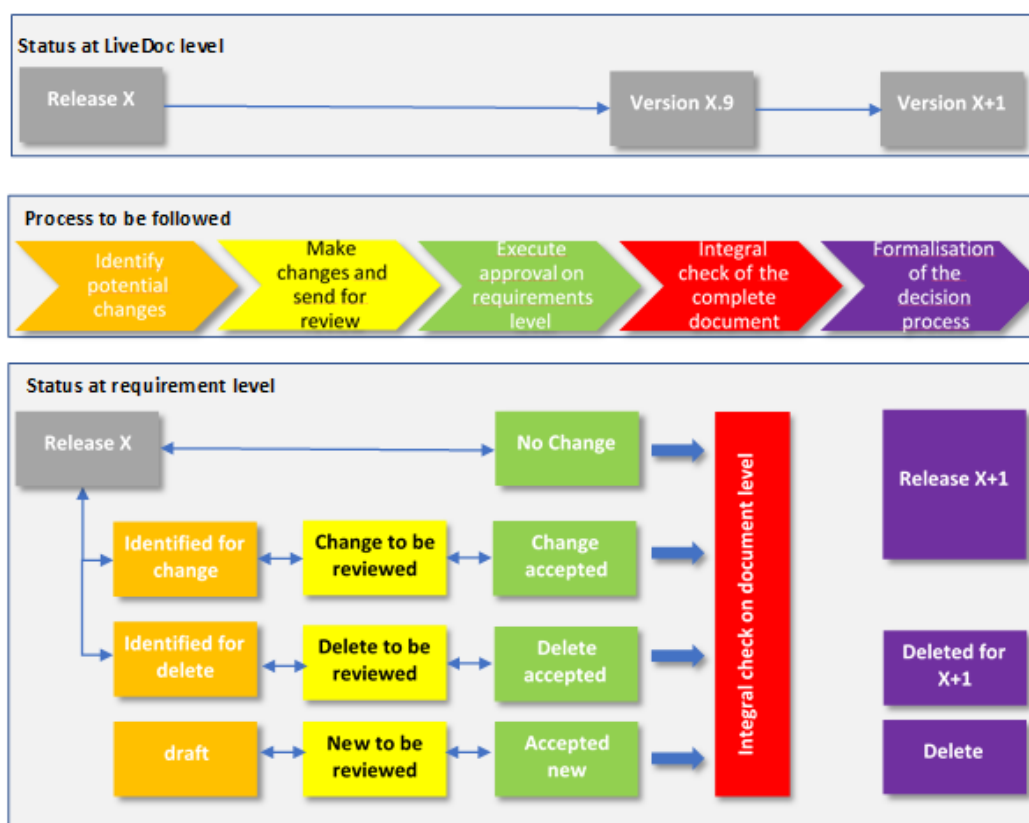 Status at LiveDoc level
Release X
Version X.9
Version X+1
Process to be followed
Identify
potential
changes
Make
changes and
send for
review
Execute
approval on
requirements
level
Integral
check of the
complete
document
Formalisation
of the
decision
process
Status at requirement level
Release X
No Change
Identified for
change
Change to be
reviewed
Change
accepted
Identified for
delete
Delete to be
reviewed
Delete
accepted
draft
New to be
reviewed
Accepted
new
Integral check on document level
Release X+1
Deleted for
X+1
Delete